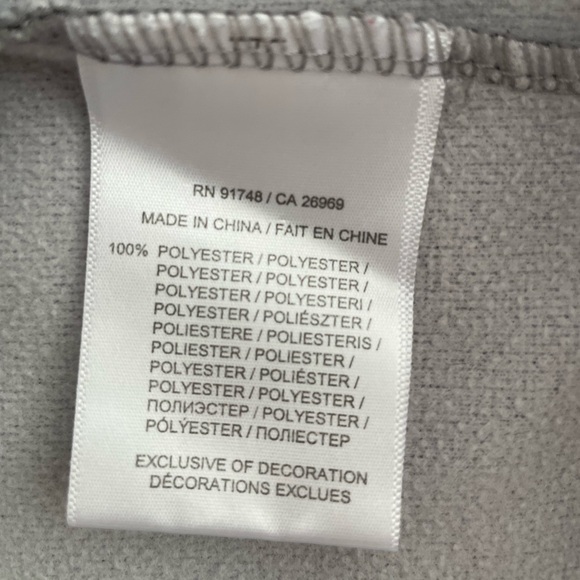 RN 91748 / CA 26969
MADE IN CHINA / FAIT EN CHINE
100% POLYESTER / POLYESTER /
POLYESTER / POLYESTER /
POLYESTER / POLYESTERI /
POLYESTER / POLIÉSZTER /
POLIESTERE / POLIESTERIS /
POLIESTER / POLIESTER /
POLYESTER / POLIÉSTER /
POLYESTER / POLYESTER /
ПОЛИЭСТЕР / POLYESTER /
PÓLÝESTER / ПОЛІЕСТЕР
EXCLUSIVE OF DECORATION
DÉCORATIONS EXCLUES